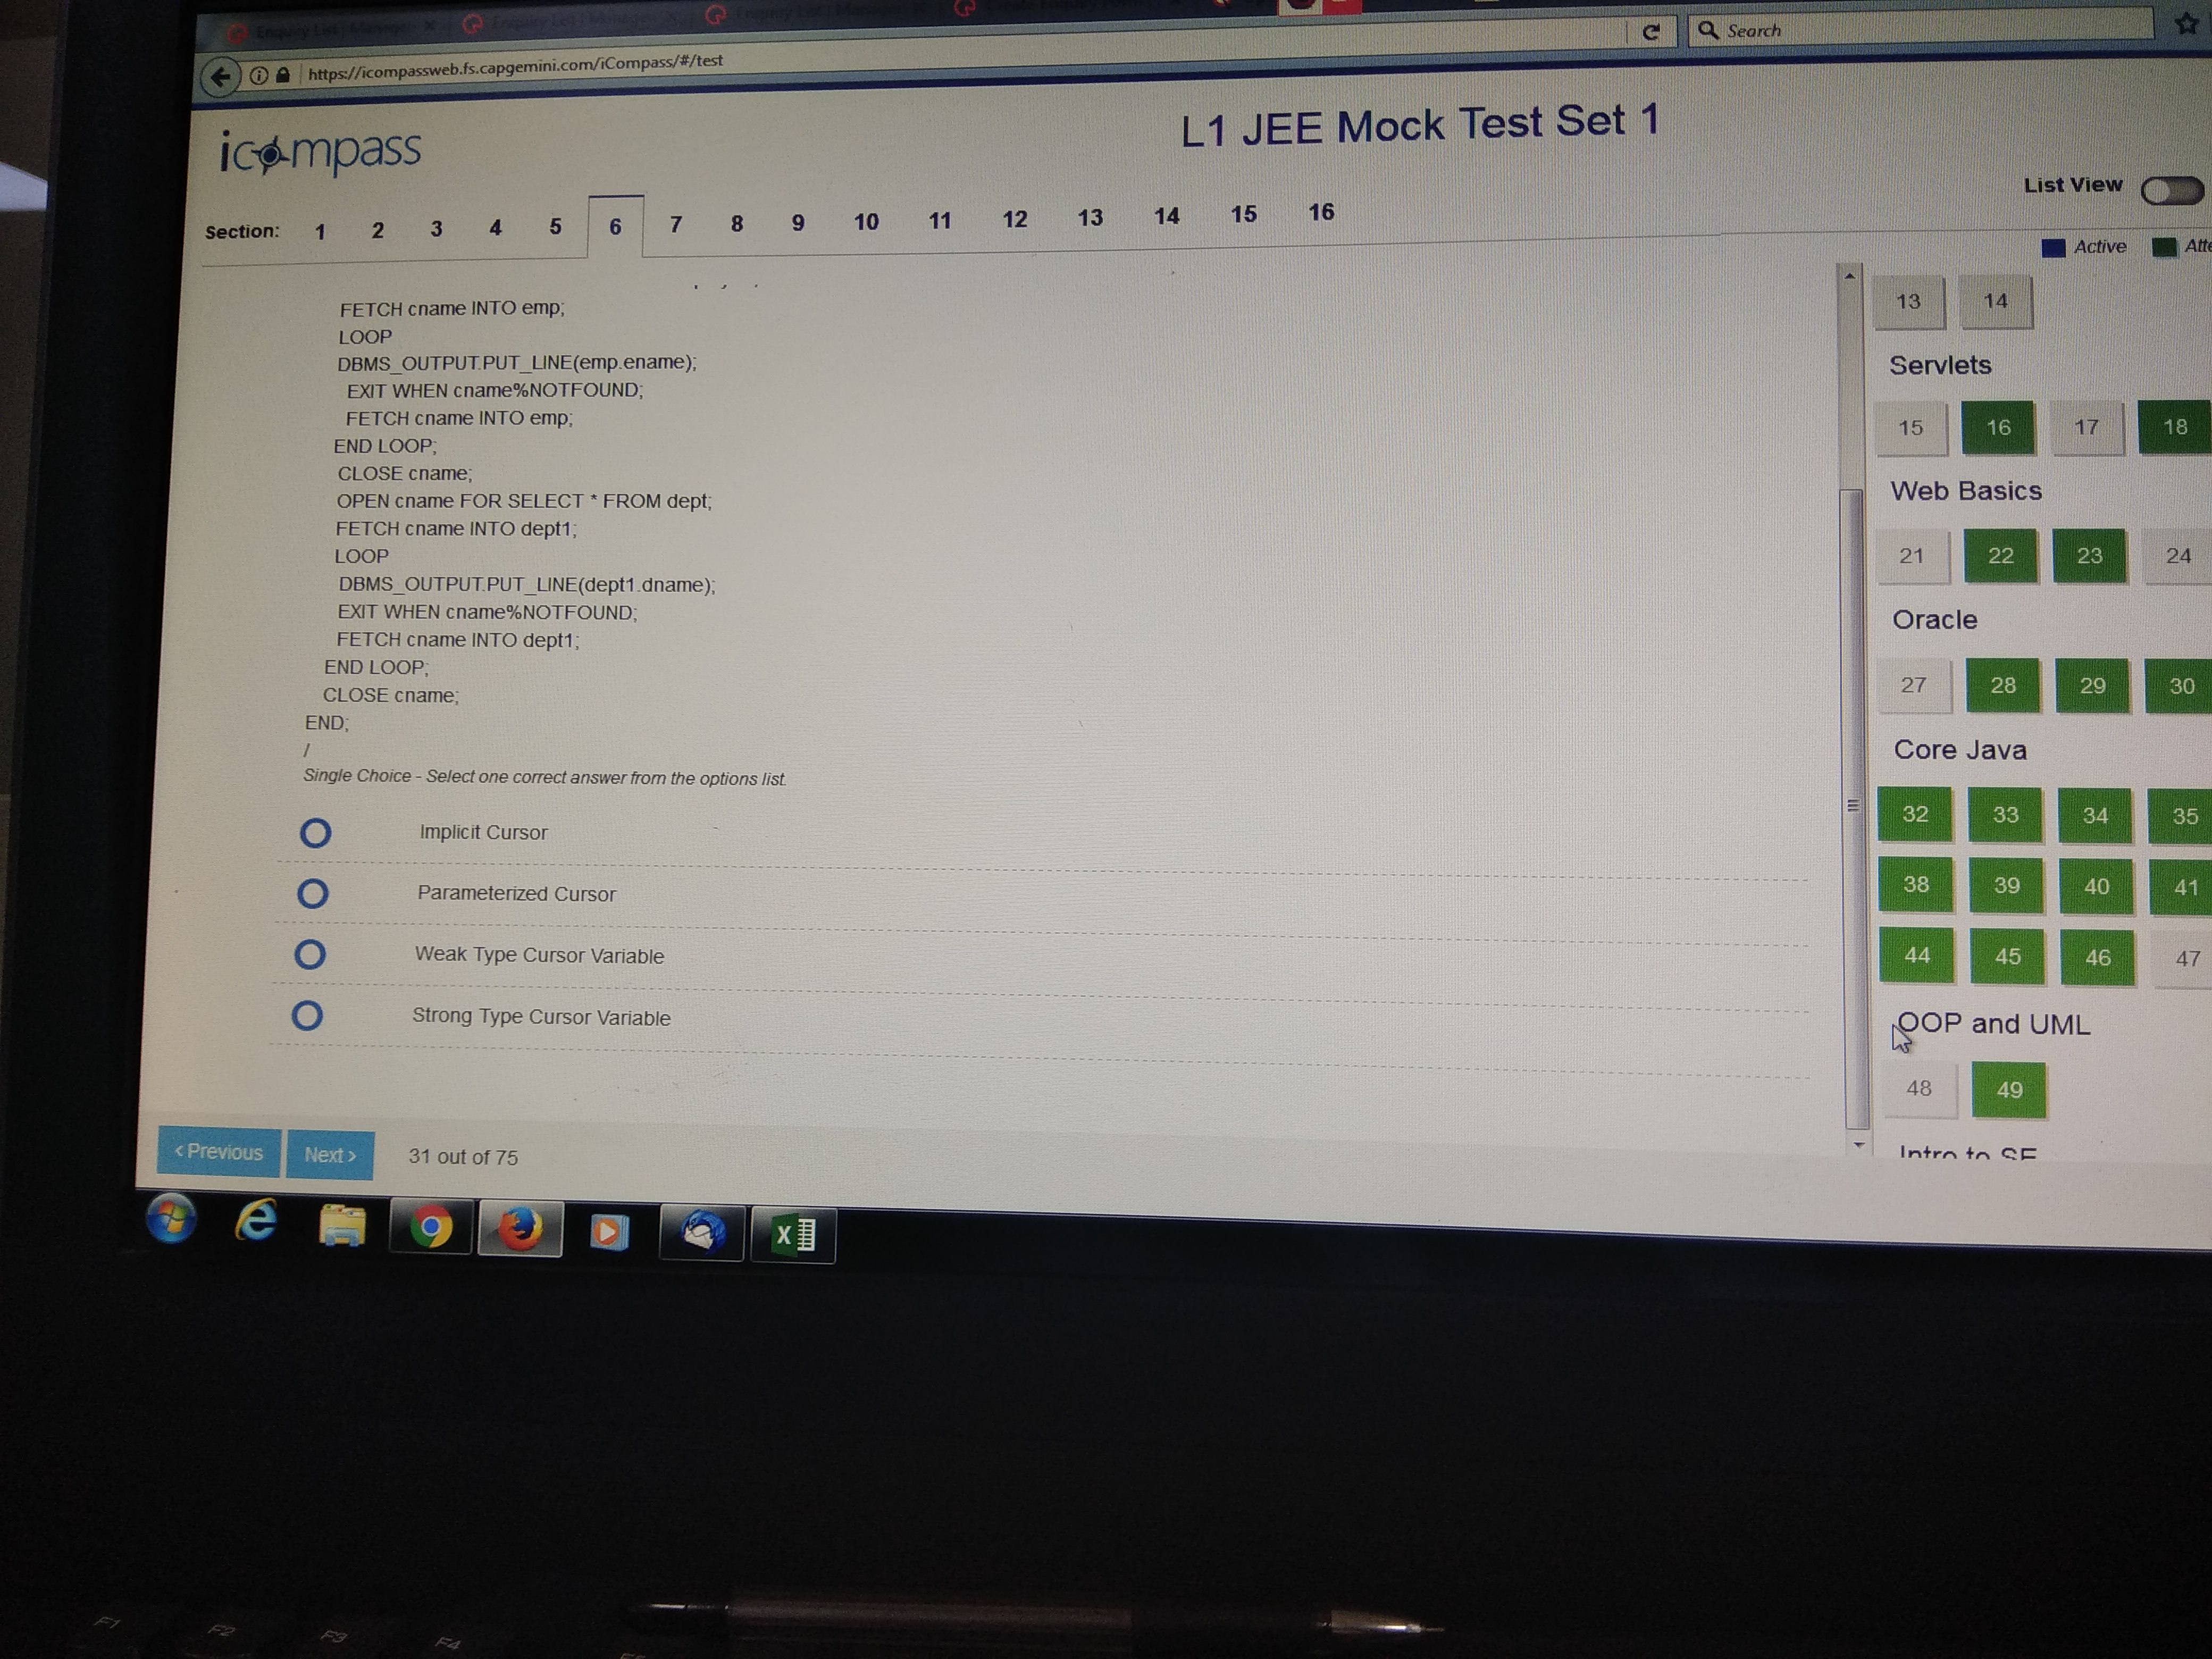 https://icompassweb.fs.capgemini.com/iCompass/#/test
Search
icompass
L1 JEE Mock Test Set 1
List View
Section: 1 2 3 4 5 6 7 8 9 10 11 12 13 14 15 16
Active
FETCH cname INTO emp;
LOOP
DBMS_OUTPUT.PUT_LINE(emp.ename);
EXIT WHEN cname%NOTFOUND;
FETCH cname INTO emp;
END LOOP;
CLOSE cname;
OPEN cname FOR SELECT * FROM dept;
FETCH cname INTO dept1;
LOOP
DBMS_OUTPUT.PUT_LINE(dept1.dname);
EXIT WHEN cname%NOTFOUND;
FETCH cname INTO dept1;
END LOOP;
CLOSE cname;
END;
/
Single Choice - Select one correct answer from the options list.
Implicit Cursor
Parameterized Cursor
Weak Type Cursor Variable
Strong Type Cursor Variable
< Previous
Next >
31 out of 75
13 14
Servlets
15 16 17 18
Web Basics
21 22 23 24
Oracle
27 28 29 30
Core Java
32 33 34 35
38 39 40 41
44 45 46 47
OOP and UML
48 49
Intro to SE
F1 F2 F3 F4